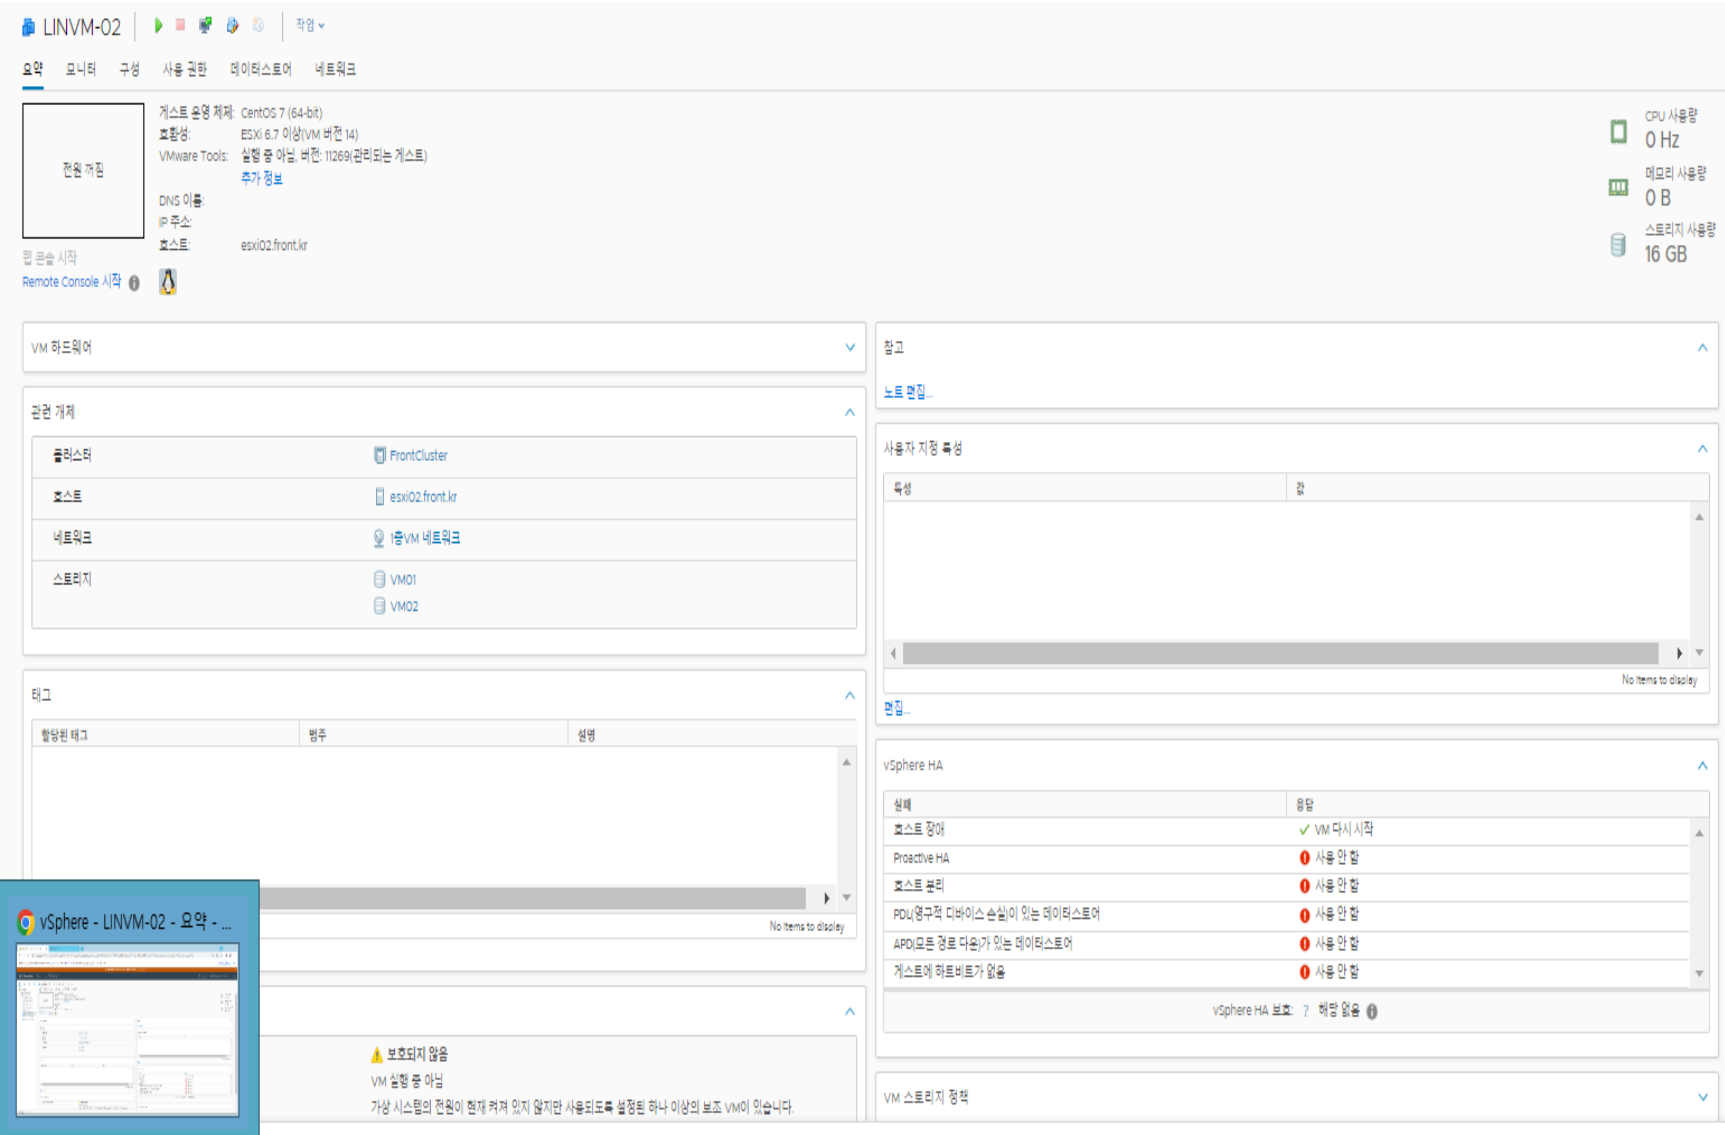 LINVM-02
작업
요약 모니터 구성 사용 권한 데이터스토어 네트워크
전원 꺼짐
게스트 운영 체제: CentOS 7 (64-bit)
호환성: ESXi 6.7 이상(VM 버전 14)
VMware Tools: 실행 중 아님, 버전: 11269(관리되는 게스트)
추가 정보
DNS 이름:
IP 주소:
호스트: esxi02.front.kr
웹 콘솔 시작
Remote Console 시작
CPU 사용량
0 Hz
메모리 사용량
0 B
스토리지 사용량
16 GB
VM 하드웨어
관련 개체
클러스터 FrontCluster
호스트 esxi02.front.kr
네트워크 1층VM 네트워크
스토리지 VM01
VM02
태그
할당된 태그 범주 설명
No items to display
보호되지 않음
VM 실행 중 아님
가상 시스템의 전원이 현재 켜져 있지 않지만 사용되도록 설정된 하나 이상의 보조 VM이 있습니다.
참고
노트 편집...
사용자 지정 특성
특성 값
No items to display
편집...
vSphere HA
실패 응답
호스트 장애 VM 다시 시작
Proactive HA 사용 안 함
호스트 분리 사용 안 함
PDL(영구적 디바이스 손실)이 있는 데이터스토어 사용 안 함
APD(모든 경로 다운)가 있는 데이터스토어 사용 안 함
게스트에 하트비트가 없음 사용 안 함
vSphere HA 보호: ? 해당 없음
VM 스토리지 정책
vSphere - LINVM-02 - 요약 - ...